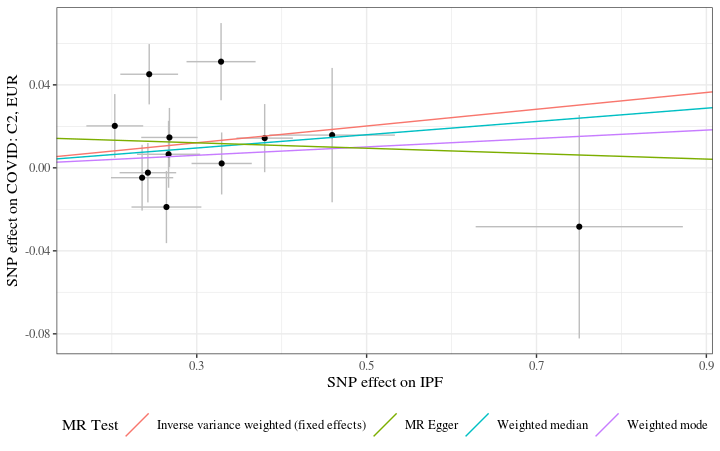 SNP effect on COVID: C2, EUR
0.04
0.00
-0.04
-0.08
0.3 0.5 0.7 0.9
SNP effect on IPF
MR Test Inverse variance weighted (fixed effects) MR Egger Weighted median Weighted mode